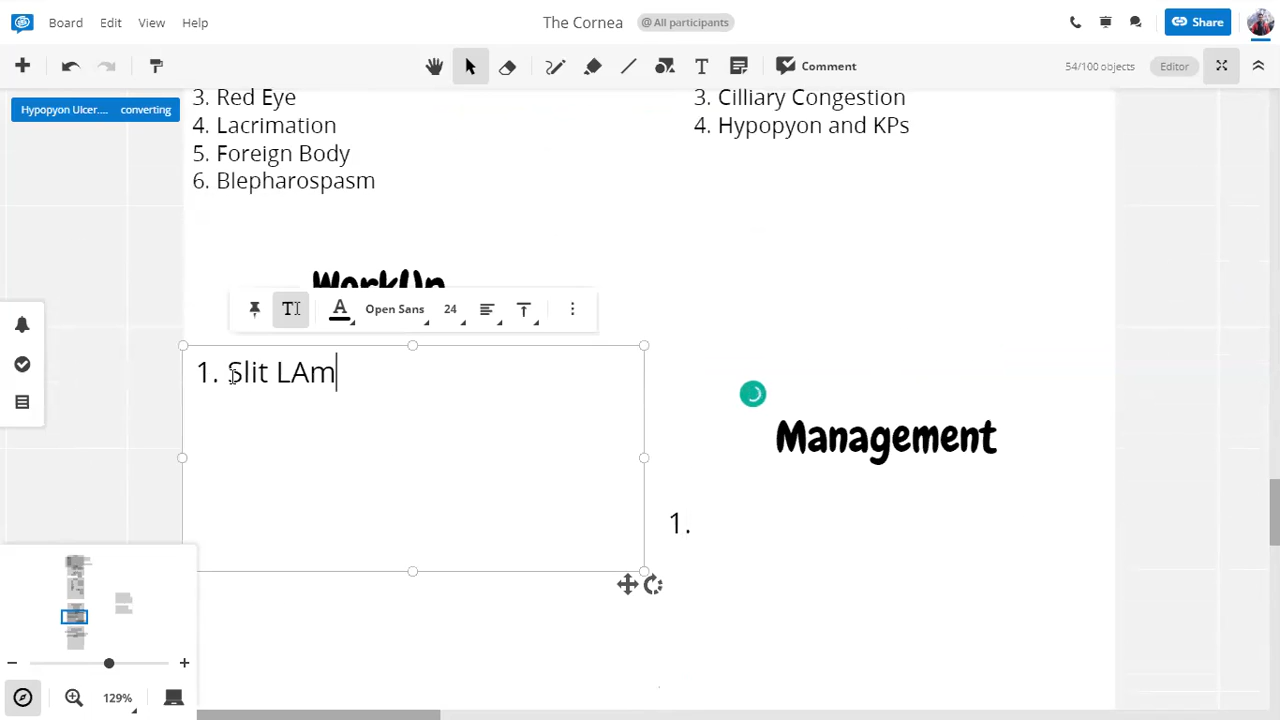 Board Edit View Help The Cornea @ All participants Share
Comment 54/100 objects Editor
Hypopyon Ulcer.... converting
3. Red Eye
4. Lacrimation
5. Foreign Body
6. Blepharospasm
3. Cilliary Congestion
4. Hypopyon and KPs
WorkUp
A Open Sans 24
1. Slit LAm
Management
1.
129%